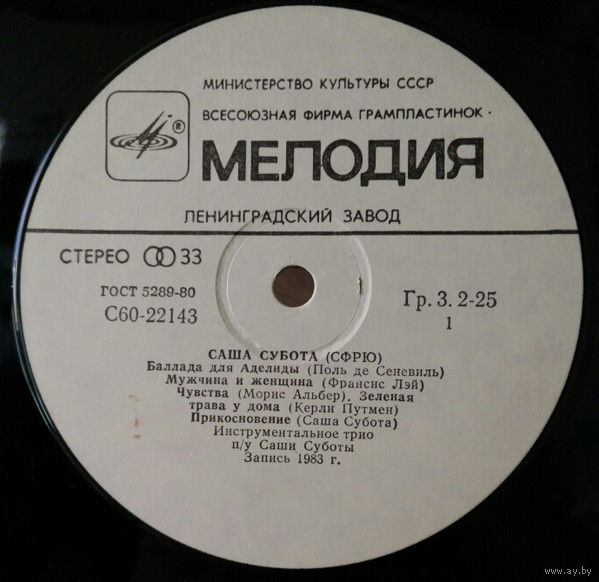 МИНИСТЕРСТВО КУЛЬТУРЫ СССР
®
ВСЕСОЮЗНАЯ ФИРМА ГРАМПЛАСТИНОК ·
МЕЛОДИЯ
ЛЕНИНГРАДСКИЙ ЗАВОД
СТЕРЕО 33
ГОСТ 5289-80
С60-22143
Гр. 3. 2-25
1
САША СУБОТА (СФРЮ)
Баллада для Аделиды (Поль де Сеневиль)
Мужчина и женщина (Франсис Лэй)
Чувства (Морис Альбер). Зеленая
трава у дома (Керли Путмен)
Прикосновение (Саша Субота)
Инструментальное трио
п/у Саши Суботы
Запись 1983 г.
www.ay.by